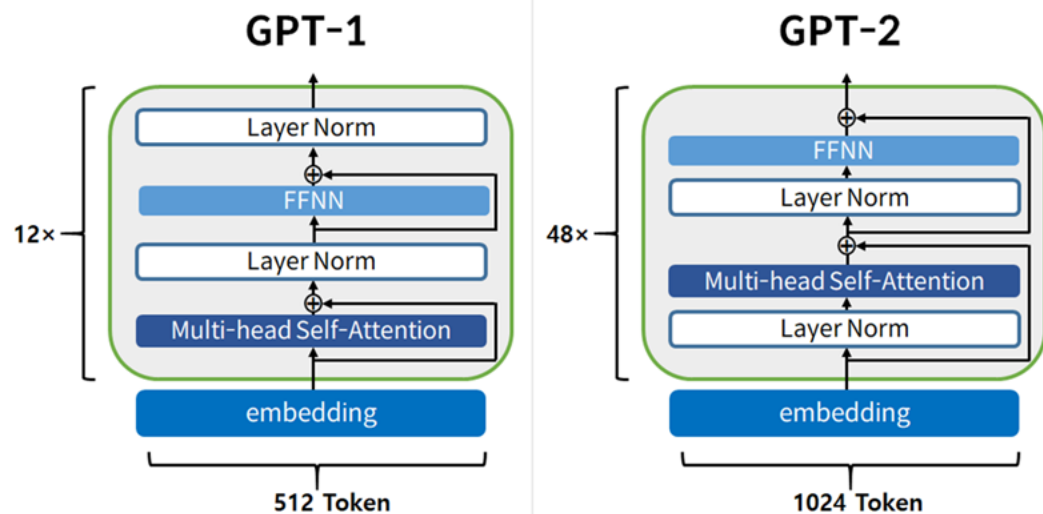 GPT-1
Layer Norm
FFNN
12×
Layer Norm
Multi-head Self-Attention
embedding
512 Token
GPT-2
FFNN
Layer Norm
48×
Multi-head Self-Attention
Layer Norm
embedding
1024 Token